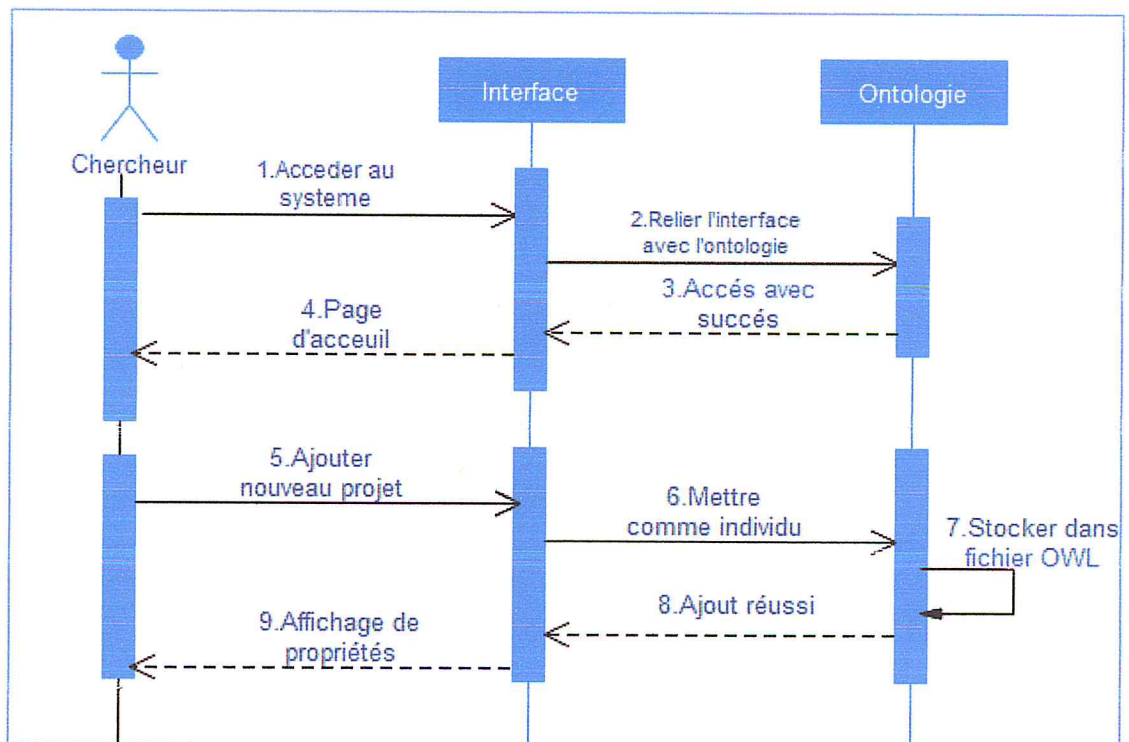 Interface
Ontologie
Chercheur
1.Acceder au
systeme
2.Relier l'interface
avec l'ontologie
3.Accés avec
succés
4.Page
d'acceuil
5.Ajouter
nouveau projet
6.Mettre
comme individu
7.Stocker dans
fichier OWL
8.Ajout réussi
9.Affichage de
propriétés